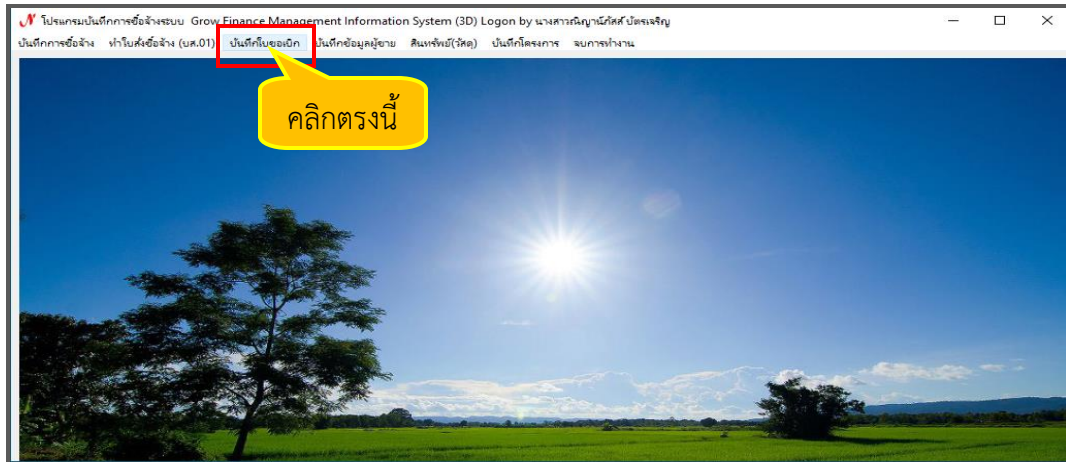 โปรแกรมบันทึกการซื้อจ้างระบบ Grow Finance Management Information System (3D) Logon by นางสาวณิญาณ์ภัสส์ บัตรเจริญ
บันทึกการซื้อจ้าง ทำใบสั่งซื้อจ้าง (บส.01) บันทึกใบขอเบิก บันทึกข้อมูลผู้ขาย สินทรัพย์(วัสดุ) บันทึกโครงการ จบการทำงาน
คลิกตรงนี้